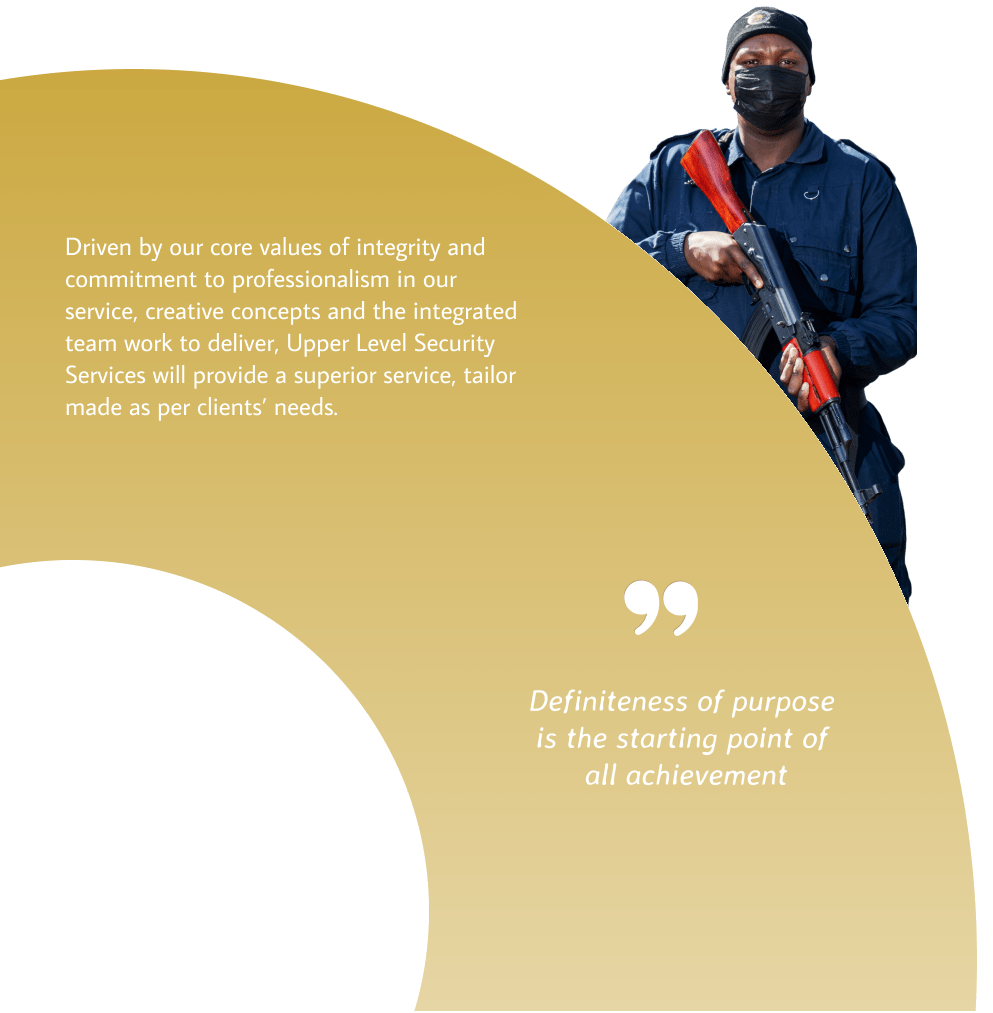 Driven by our core values of integrity and
commitment to professionalism in our
service, creative concepts and the integrated
team work to deliver, Upper Level Security
Services will provide a superior service, tailor
made as per clients’ needs.
”
Definiteness of purpose
is the starting point of
all achievement